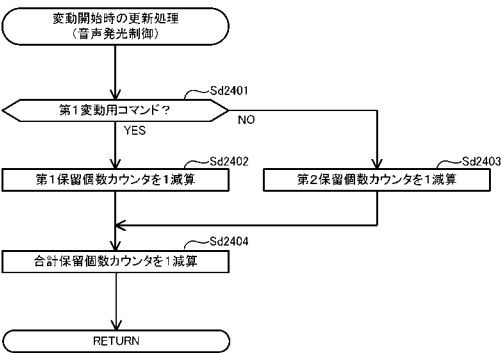 変動開始時の更新処理
(音声発光制御)
Sd2401
第1変動用コマンド?
YES
NO
Sd2402
第1保留個数カウンタを1減算
Sd2403
第2保留個数カウンタを1減算
Sd2404
合計保留個数カウンタを1減算
RETURN